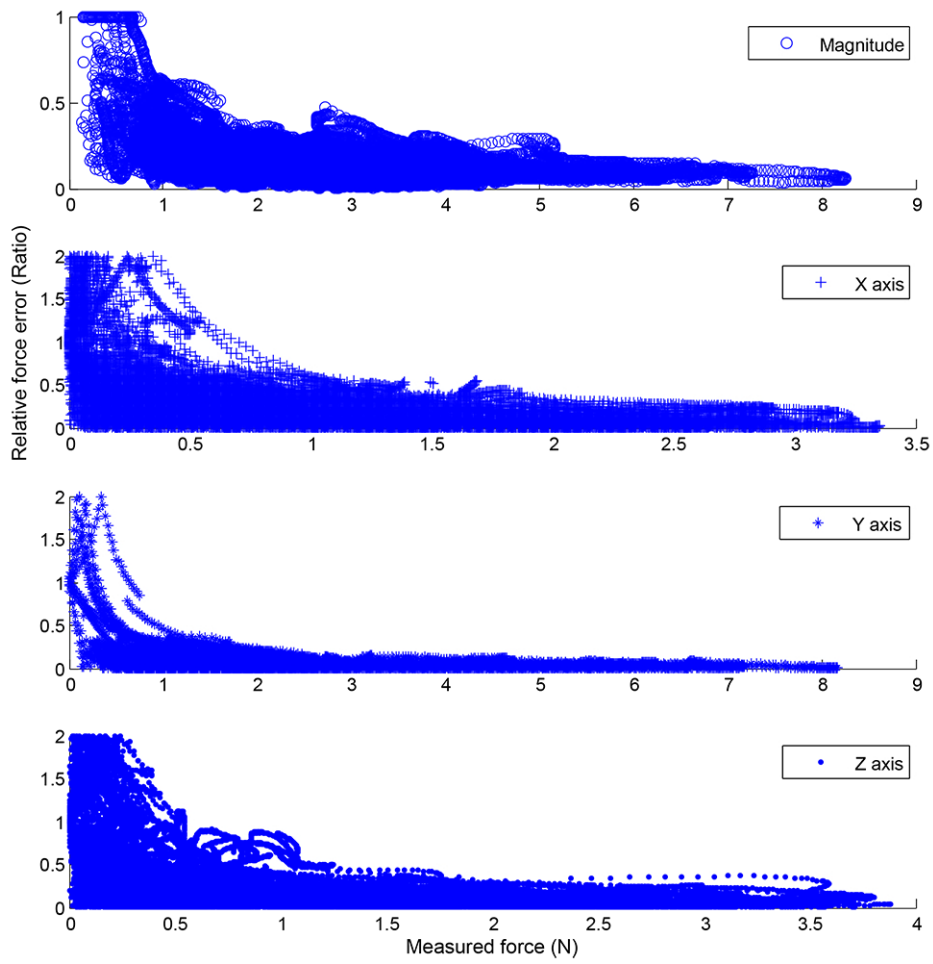 Relative force error (Ratio)
1
0.5
0
0 1 2 3 4 5 6 7 8 9
Magnitude
2
1.5
1
0.5
0
0 0.5 1 1.5 2 2.5 3 3.5
X axis
2
1.5
1
0.5
0
0 1 2 3 4 5 6 7 8 9
Y axis
2
1.5
1
0.5
0
0 0.5 1 1.5 2 2.5 3 3.5 4
Z axis
Measured force (N)